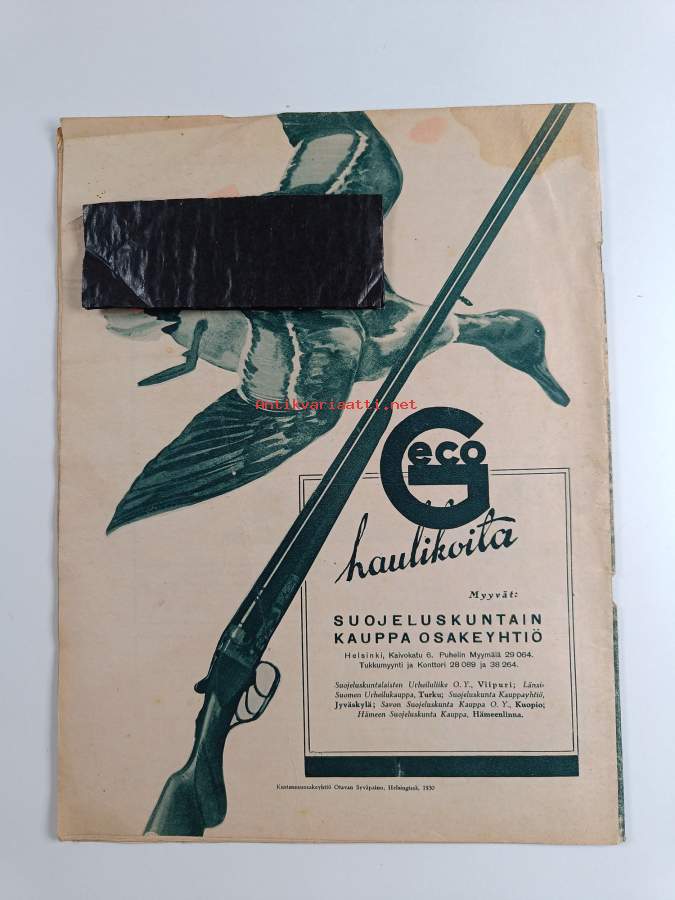 Antikvariaatti.net
Geco
haulikoita
Myyvät:
SUOJELUSKUNTAIN
KAUPPA OSAKEYHTIÖ
Helsinki, Kaivokatu 6. Puhelin Myymälä 29 064.
Tukkumyynti ja Konttori 28 089 ja 38 264.
Suojeluskuntalaisten Urheiluliike O. Y., Viipuri; Länsi-
Suomen Urheilukauppa, Turku; Suojeluskunta Kauppayhtiö,
Jyväskylä; Savon Suojeluskunta Kauppa O. Y., Kuopio;
Hämeen Suojeluskunta Kauppa, Hämeenlinna.
Kustannusosakeyhtiö Otavan Syväpaino, Helsingissä, 1930